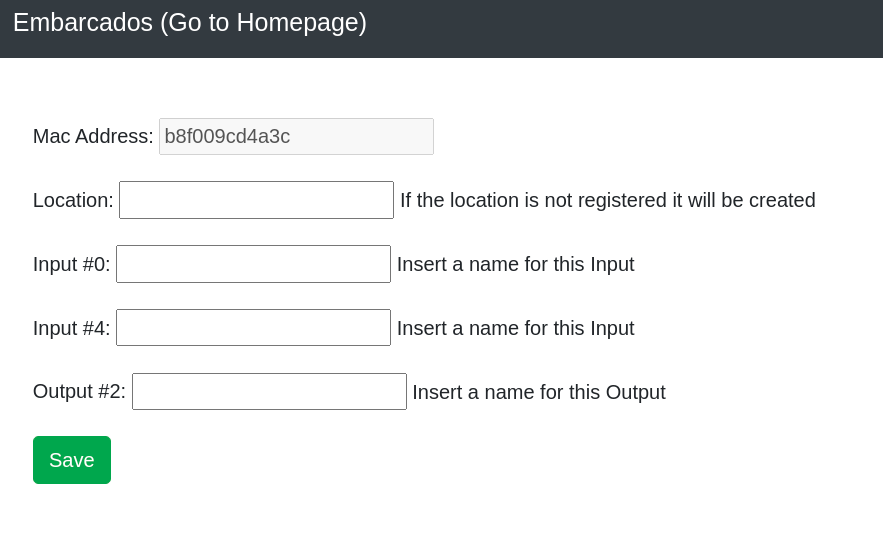 Embarcados (Go to Homepage)
Mac Address: b8f009cd4a3c
Location: If the location is not registered it will be created
Input #0: Insert a name for this Input
Input #4: Insert a name for this Input
Output #2: Insert a name for this Output
Save